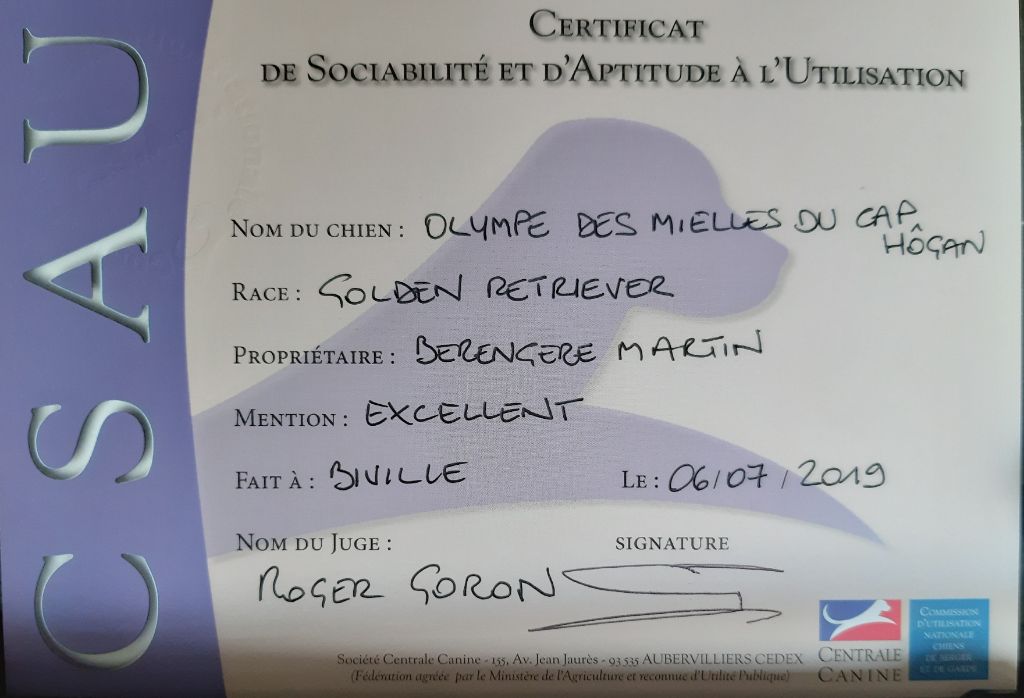 CSAU
CERTIFICAT
DE SOCIABILITÉ ET D'APTITUDE À L'UTILISATION
NOM DU CHIEN : OLYMPE DES MIELLES DU CAP
HÔGAN
RACE : GOLDEN RETRIEVER
PROPRIÉTAIRE : BERENGERE MARTIN
MENTION : EXCELLENT
FAIT À : BIVILLE LE : 06/07/2019
NOM DU JUGE : SIGNATURE
ROGER GORON
Société Centrale Canine - 155, Av. Jean Jaurès - 93 535 AUBERVILLIERS CEDEX
(Fédération agréée par le Ministère de l'Agriculture et reconnue d'Utilité Publique)
CENTRALE
CANINE
COMMISSION
D'UTILISATION
NATIONALE
CHIENS
DE BERGER
ET DE GARDE